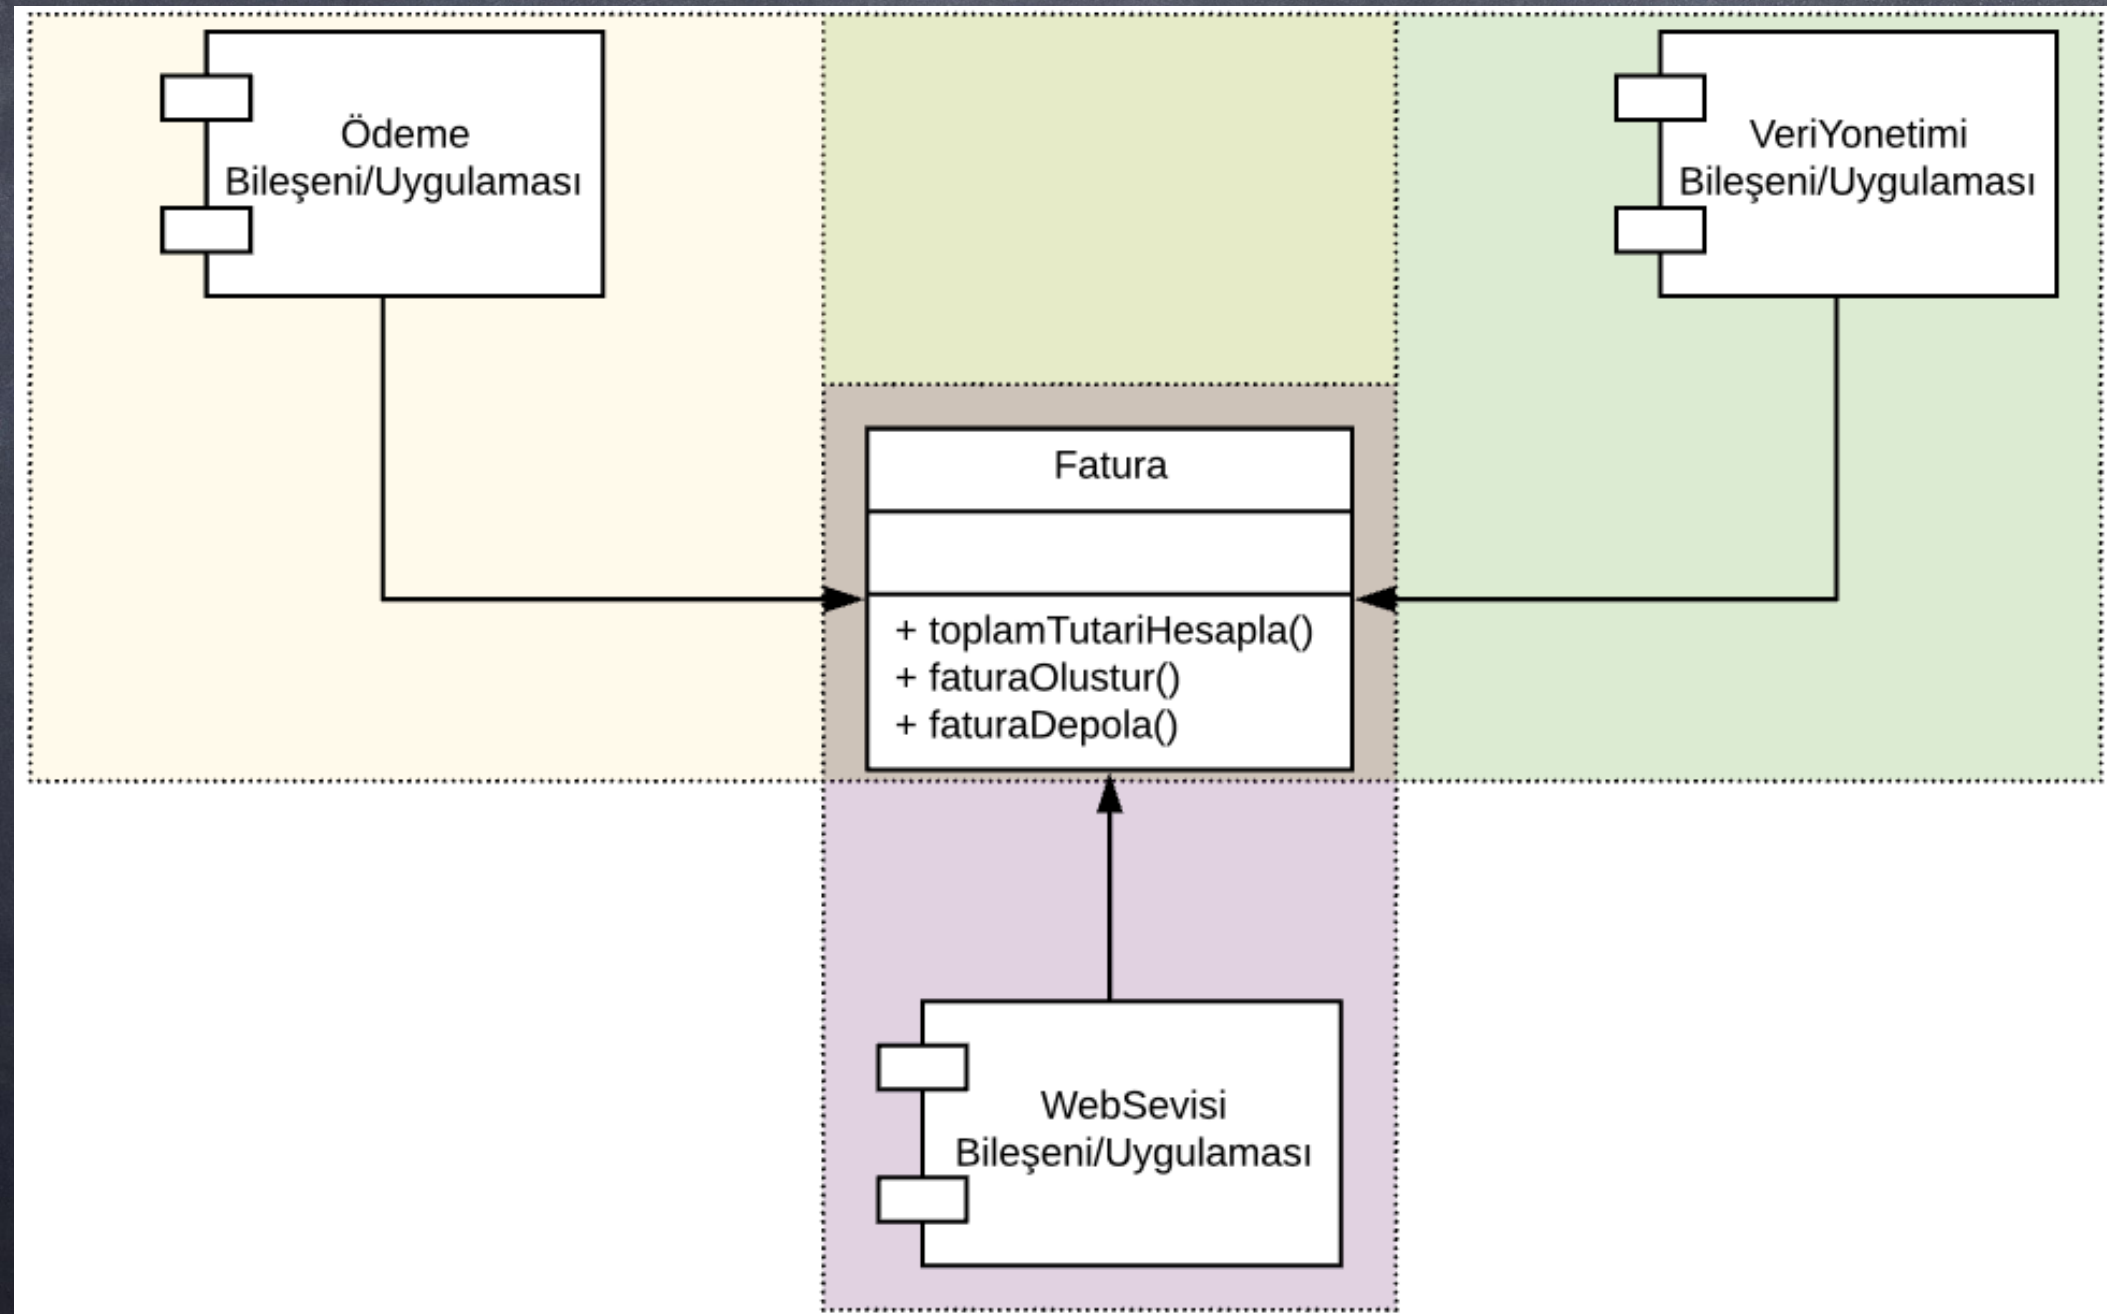 Ödeme
Bileşeni/Uygulaması
VeriYonetimi
Bileşeni/Uygulaması
Fatura
+ toplamTutariHesapla()
+ faturaOlustur()
+ faturaDepola()
WebSevisi
Bileşeni/Uygulaması